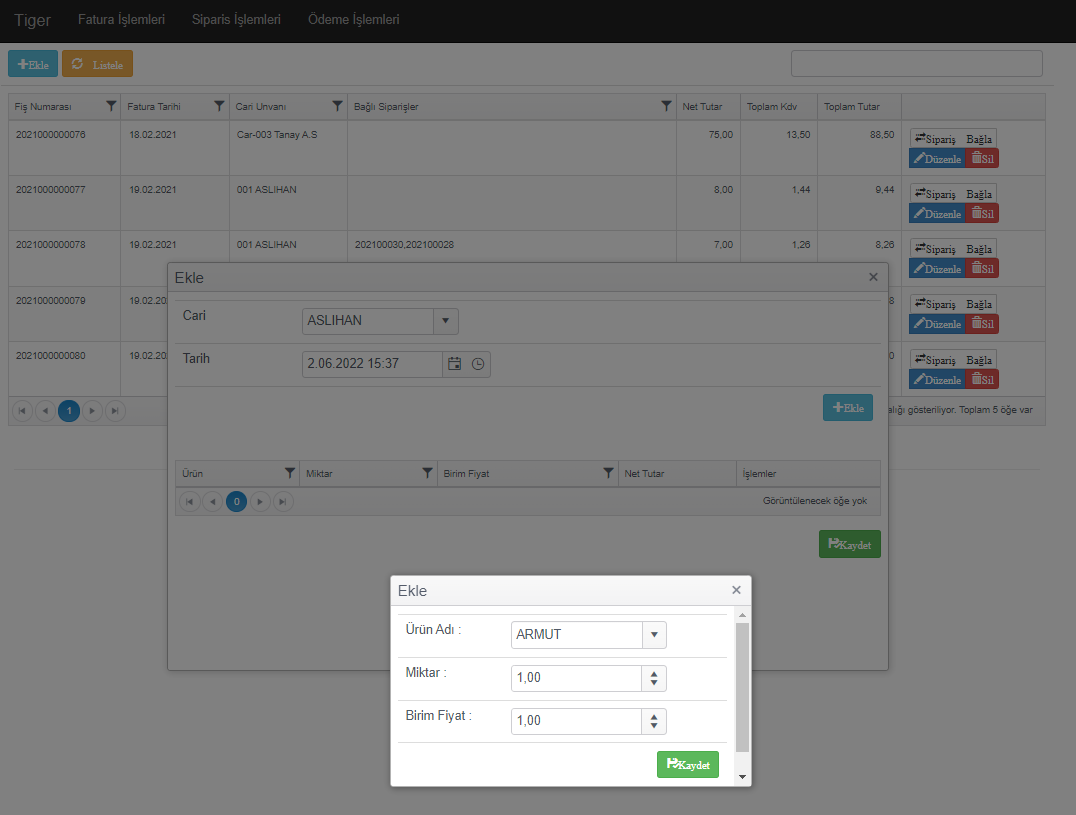 Tiger Fatura İşlemleri Siparis İşlemleri Ödeme İşlemleri
Ekle Listele
Fiş Numarası Fatura Tarihi Cari Unvanı Bağlı Siparişler Net Tutar Toplam Kdv Toplam Tutar
2021000000076 18.02.2021 Car-003 Tanay A.S 75,00 13,50 88,50 Sipariş Bağla
Düzenle Sil
2021000000077 19.02.2021 001 ASLIHAN 8,00 1,44 9,44 Sipariş Bağla
Düzenle Sil
2021000000078 19.02.2021 001 ASLIHAN 202100030,202100028 7,00 1,26 8,26 Sipariş Bağla
Düzenle Sil
2021000000079 19.02.20 8 Sipariş Bağla
Düzenle Sil
2021000000080 19.02.20 0 Sipariş Bağla
Düzenle Sil
1 alığı gösteriliyor. Toplam 5 öğe var
Ekle
Cari ASLIHAN
Tarih 2.06.2022 15:37
Ekle
Ürün Miktar Birim Fiyat Net Tutar İşlemler
0 Görüntülenecek öğe yok
Kaydet
Ekle
Ürün Adı : ARMUT
Miktar : 1,00
Birim Fiyat : 1,00
Kaydet